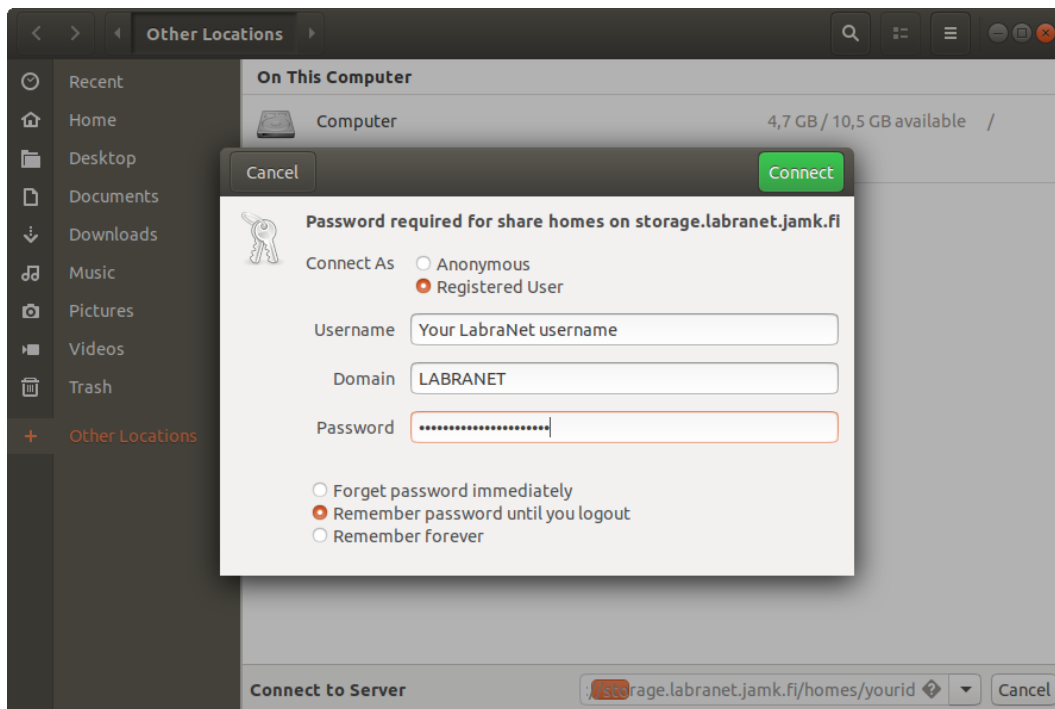 Other Locations
Recent
Home
Desktop
Documents
Downloads
Music
Pictures
Videos
Trash
Other Locations
On This Computer
Computer 4,7 GB / 10,5 GB available /
Cancel
Connect
Password required for share homes on storage.labranet.jamk.fi
Connect As Anonymous
Registered User
Username Your LabraNet username
Domain LABRANET
Password ••••••••••••••••••••••
Forget password immediately
Remember password until you logout
Remember forever
Connect to Server ://storage.labranet.jamk.fi/homes/yourid Cancel